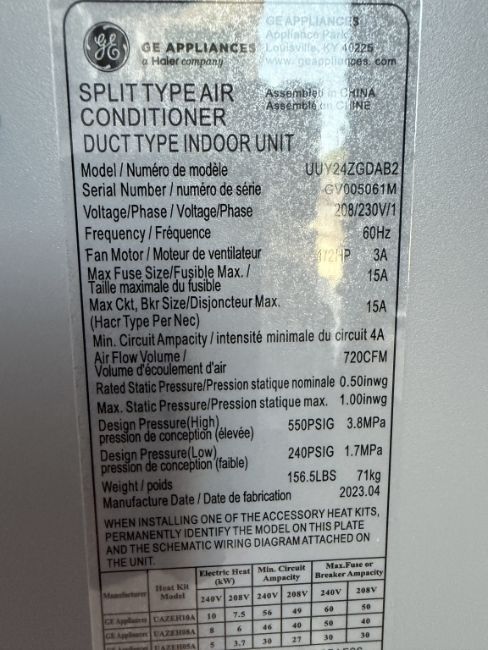 GE APPLIANCES
a Haier company
GE APPLIANCES
Appliance Park
Louisville, KY 40225
www.geappliances.com
SPLIT TYPE AIR
CONDITIONER
DUCT TYPE INDOOR UNIT
Assembled in CHINA
Assemblé en CHINE
Model / Numéro de modèle UUY24ZGDAB2
Serial Number / numéro de série GV005061M
Voltage/Phase / Voltage/Phase 208/230V/1
Frequency / Fréquence 60Hz
Fan Motor / Moteur de ventilateur 1/2HP 3A
Max Fuse Size/Fusible Max. /
Taille maximale du fusible 15A
Max Ckt, Bkr Size/Disjoncteur Max. 15A
(Hacr Type Per Nec)
Min. Circuit Ampacity / intensité minimale du circuit 4A
Air Flow Volume /
Volume d'écoulement d'air 720CFM
Rated Static Pressure/Pression statique nominale 0.50inwg
Max. Static Pressure/Pression statique max. 1.00inwg
Design Pressure(High)
pression de conception (élevée) 550PSIG 3.8MPa
Design Pressure(Low)
pression de conception (faible) 240PSIG 1.7MPa
Weight / poids 156.5LBS 71kg
Manufacture Date / Date de fabrication 2023.04
WHEN INSTALLING ONE OF THE ACCESSORY HEAT KITS,
PERMANENTLY IDENTIFY THE MODEL ON THIS PLATE
AND THE SCHEMATIC WIRING DIAGRAM ATTACHED ON
THE UNIT.
Manufacturer Heat Kit Model Electric Heat (kW) Min. Circuit Ampacity Max.Fuse or Breaker Ampacity
240V 208V 240V 208V 240V 208V
GE Appliances UAZEH10A 10 7.5 56 49 60 50
GE Appliances UAZEH08A 8 6 46 40 50 40
GE Appliances UAZEH05A 5 3.7 30 27 30 30